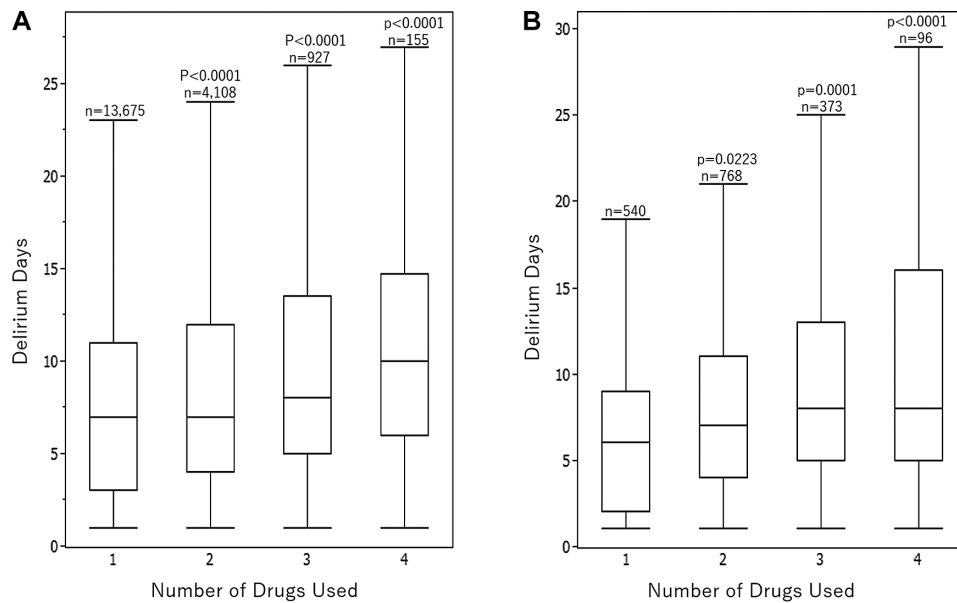 A
p<0.0001
n=155
P<0.0001
n=927
P<0.0001
n=4,108
n=13,675
25
20
15
10
5
0
Delirium Days
1 2 3 4
Number of Drugs Used
B
p<0.0001
n=96
p=0.0001
n=373
p=0.0223
n=768
n=540
30
25
20
15
10
5
0
Delirium Days
1 2 3 4
Number of Drugs Used